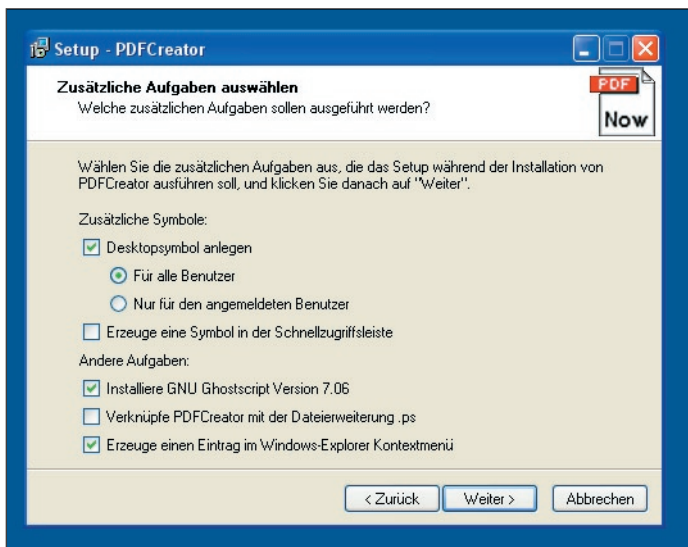 Setup - PDFCreator
Zusätzliche Aufgaben auswählen
Welche zusätzlichen Aufgaben sollen ausgeführt werden?
PDF
Now
Wählen Sie die zusätzlichen Aufgaben aus, die das Setup während der Installation von
PDFCreator ausführen soll, und klicken Sie danach auf "Weiter".
Zusätzliche Symbole:
Desktopsymbol anlegen
Für alle Benutzer
Nur für den angemeldeten Benutzer
Erzeuge eine Symbol in der Schnellzugriffsleiste
Andere Aufgaben:
Installiere GNU Ghostscript Version 7.06
Verknüpfe PDFCreator mit der Dateierweiterung .ps
Erzeuge einen Eintrag im Windows-Explorer Kontextmenü
< Zurück Weiter > Abbrechen